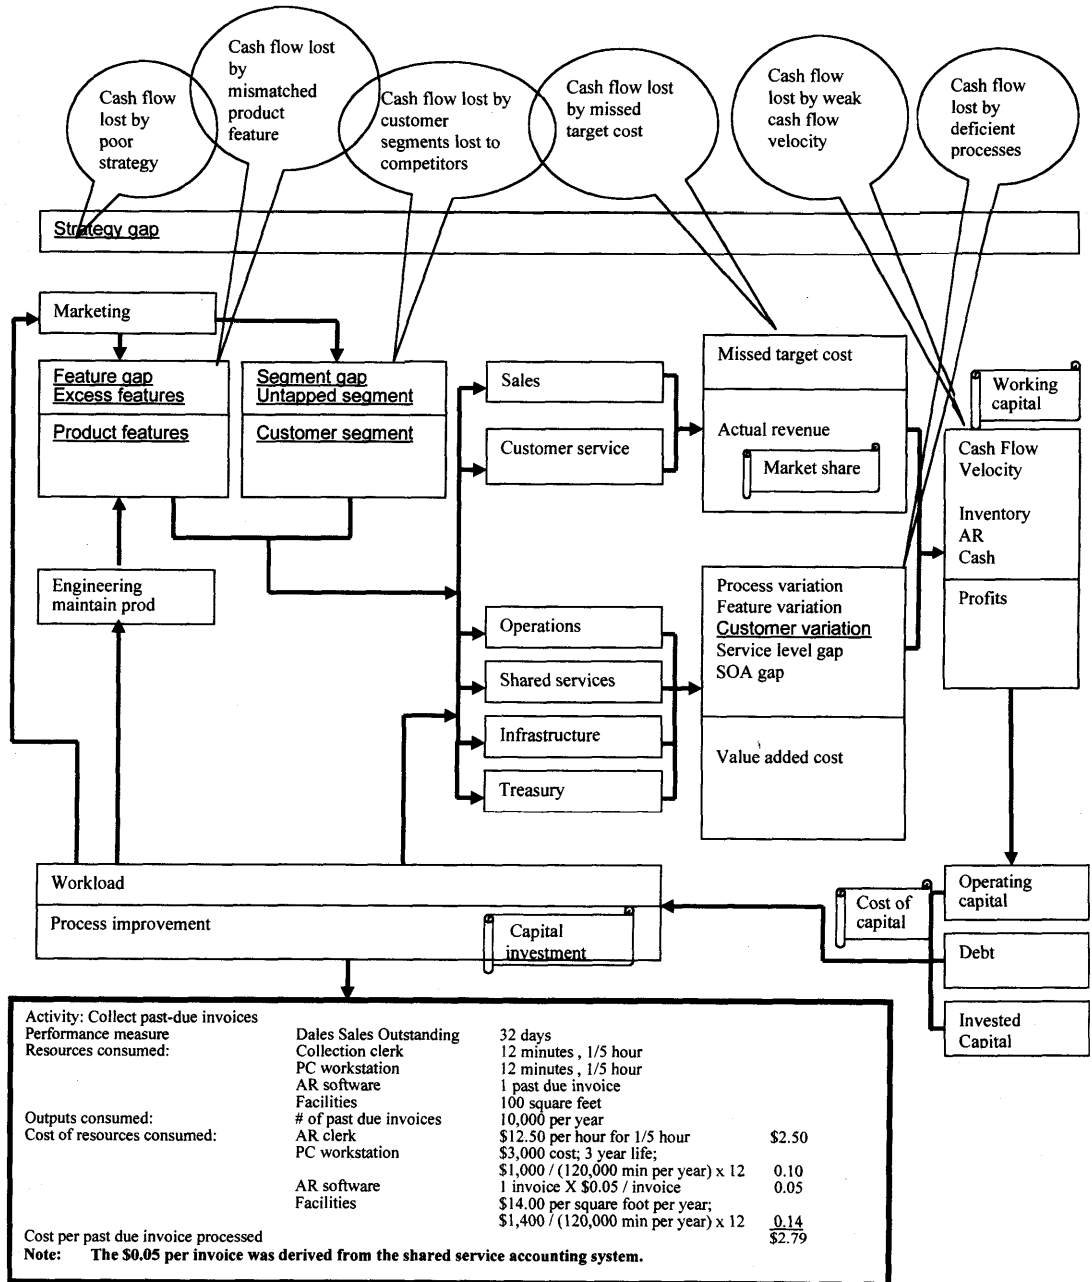 Cash flow
lost by
poor
strategy
Cash flow lost
by
mismatched
product
feature
Cash flow lost by
customer
segments lost to
competitors
Cash flow lost
by missed
target cost
Cash flow
lost by weak
cash flow
velocity
Cash flow
lost by
deficient
processes
Strategy gap
Marketing
Feature gap
Excess features
Product features
Segment gap
Untapped segment
Customer segment
Engineering
maintain prod
Sales
Customer service
Operations
Shared services
Infrastructure
Treasury
Missed target cost
Actual revenue
Market share
Process variation
Feature variation
Customer variation
Service level gap
SOA gap
Value added cost
Working
capital
Cash Flow
Velocity
Inventory
AR
Cash
Profits
Workload
Process improvement
Capital
investment
Cost of
capital
Operating
capital
Debt
Invested
Capital
Activity: Collect past-due invoices
Performance measure Dales Sales Outstanding 32 days
Resources consumed: Collection clerk 12 minutes , 1/5 hour
PC workstation 12 minutes , 1/5 hour
AR software 1 past due invoice
Facilities 100 square feet
Outputs consumed: # of past due invoices 10,000 per year
Cost of resources consumed: AR clerk $12.50 per hour for 1/5 hour $2.50
PC workstation $3,000 cost; 3 year life;
$1,000 / (120,000 min per year) x 12 0.10
AR software 1 invoice X $0.05 / invoice 0.05
Facilities $14.00 per square foot per year;
$1,400 / (120,000 min per year) x 12 0.14
Cost per past due invoice processed $2.79
Note: The $0.05 per invoice was derived from the shared service accounting system.